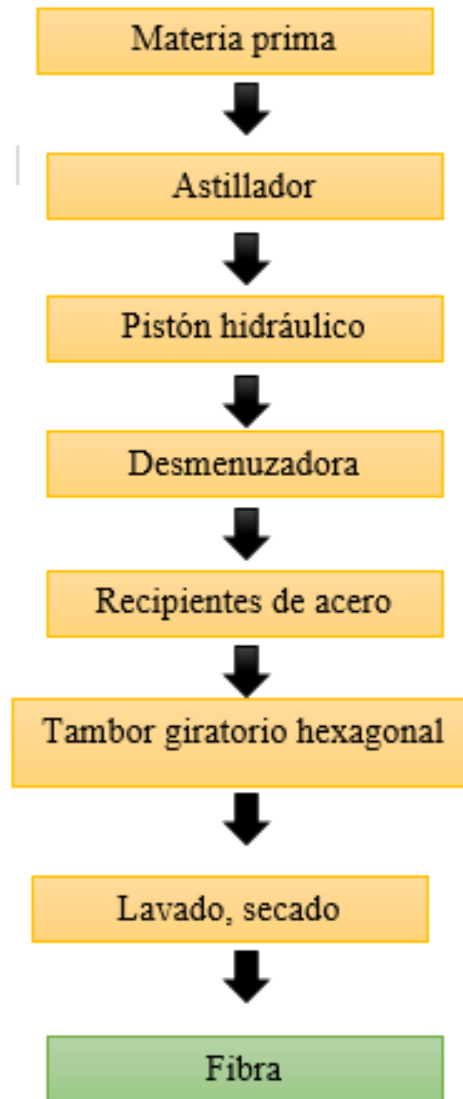 Materia prima
Astillador
Pistón hidráulico
Desmenuzadora
Recipientes de acero
Tambor giratorio hexagonal
Lavado, secado
Fibra